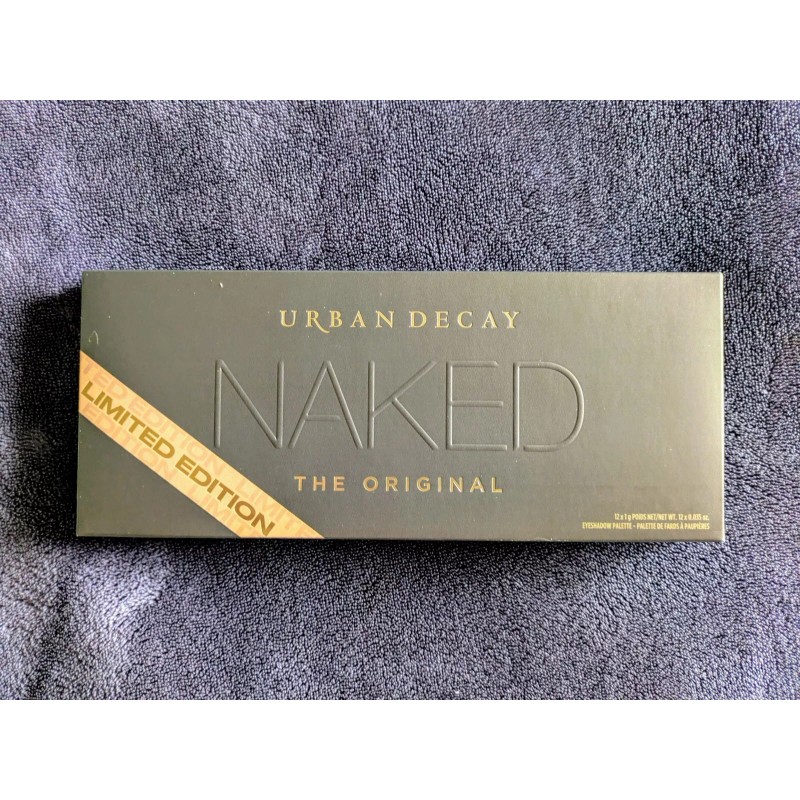 URBAN DECAY
NAKED
THE ORIGINAL
LIMITED EDITION
12 x 1 g POIDS NET/NET WT. 12 x 0.035 oz.
EYESHADOW PALETTE – PALETTE DE FARDS À PAUPIÈRES